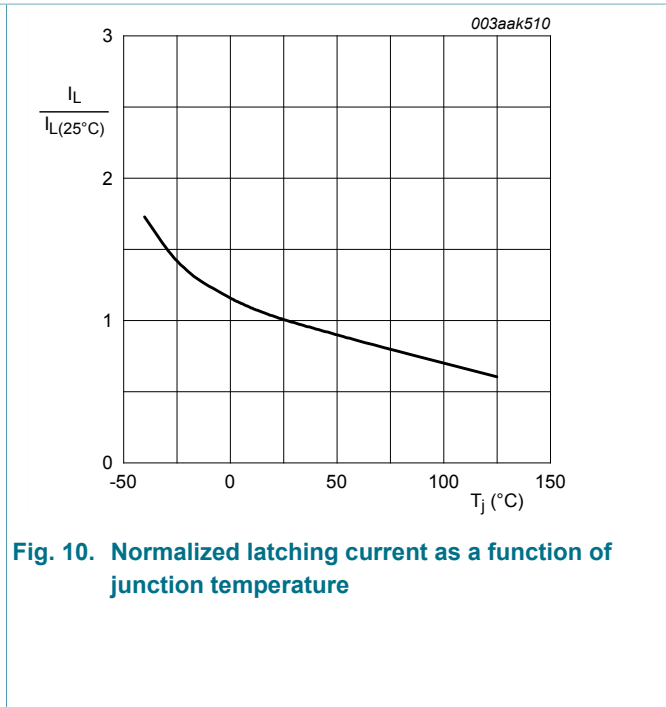 003aak510
3
I_L
I_L(25°C)
2
1
0
-50 0 50 100 150
T_j (°C)
Fig. 10. Normalized latching current as a function of
junction temperature